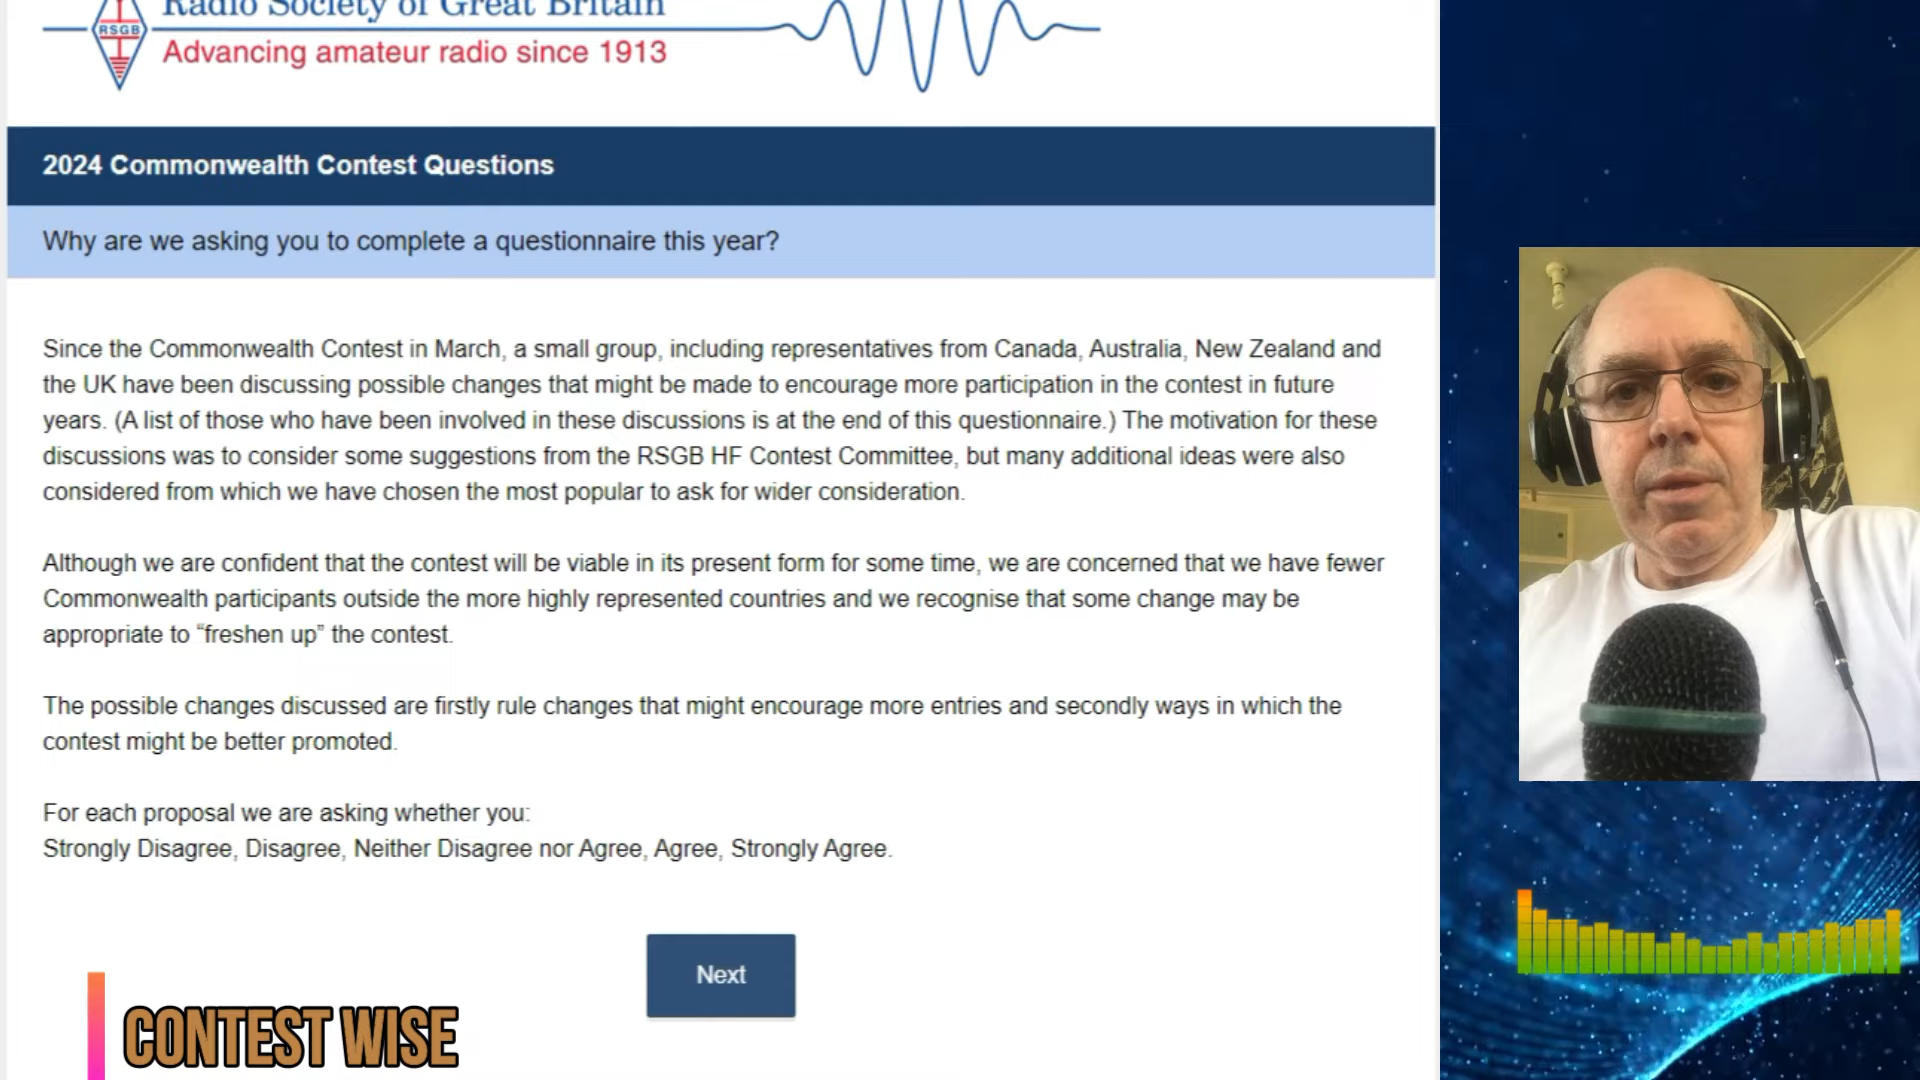 Radio Society of Great Britain
RSGB
Advancing amateur radio since 1913
2024 Commonwealth Contest Questions
Why are we asking you to complete a questionnaire this year?
Since the Commonwealth Contest in March, a small group, including representatives from Canada, Australia, New Zealand and
the UK have been discussing possible changes that might be made to encourage more participation in the contest in future
years. (A list of those who have been involved in these discussions is at the end of this questionnaire.) The motivation for these
discussions was to consider some suggestions from the RSGB HF Contest Committee, but many additional ideas were also
considered from which we have chosen the most popular to ask for wider consideration.
Although we are confident that the contest will be viable in its present form for some time, we are concerned that we have fewer
Commonwealth participants outside the more highly represented countries and we recognise that some change may be
appropriate to “freshen up” the contest.
The possible changes discussed are firstly rule changes that might encourage more entries and secondly ways in which the
contest might be better promoted.
For each proposal we are asking whether you:
Strongly Disagree, Disagree, Neither Disagree nor Agree, Agree, Strongly Agree.
Next
CONTEST WISE